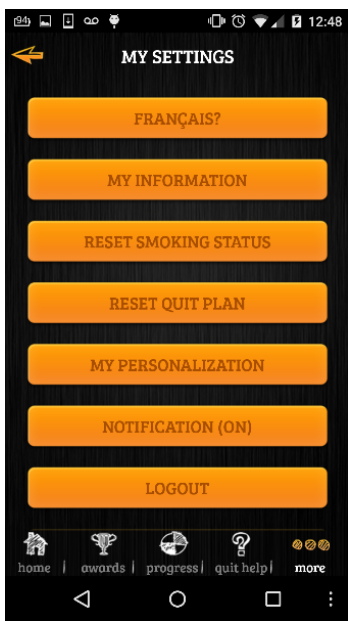 94 12:48
MY SETTINGS
FRANÇAIS?
MY INFORMATION
RESET SMOKING STATUS
RESET QUIT PLAN
MY PERSONALIZATION
NOTIFICATION (ON)
LOGOUT
home | awards | progress | quit help | more